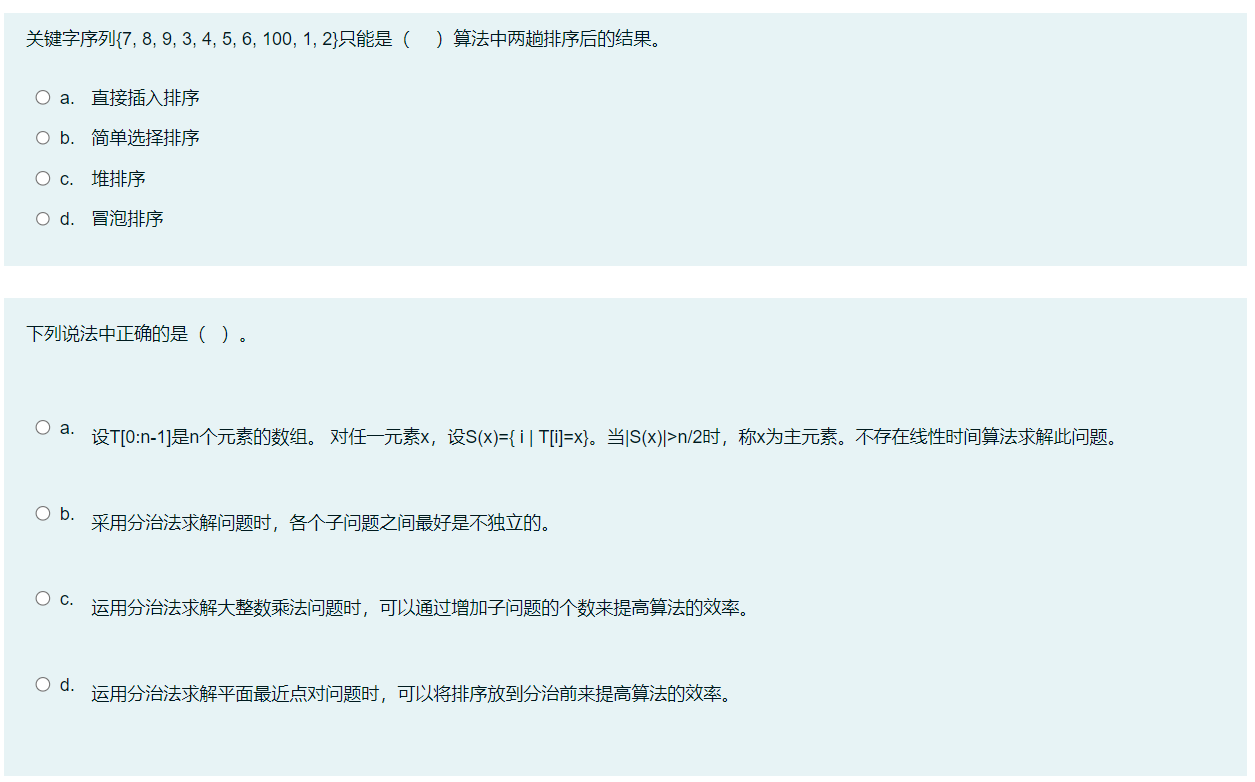 关键字序列{7, 8, 9, 3, 4, 5, 6, 100, 1, 2}只能是（　）算法中两趟排序后的结果。
a. 直接插入排序
b. 简单选择排序
c. 堆排序
d. 冒泡排序
下列说法中正确的是（ ）。
a. 设T[0:n-1]是n个元素的数组。 对任一元素x，设S(x)={ i | T[i]=x}。当|S(x)|>n/2时，称x为主元素。不存在线性时间算法求解此问题。
b. 采用分治法求解问题时，各个子问题之间最好是不独立的。
c. 运用分治法求解大整数乘法问题时，可以通过增加子问题的个数来提高算法的效率。
d. 运用分治法求解平面最近点对问题时，可以将排序放到分治前来提高算法的效率。